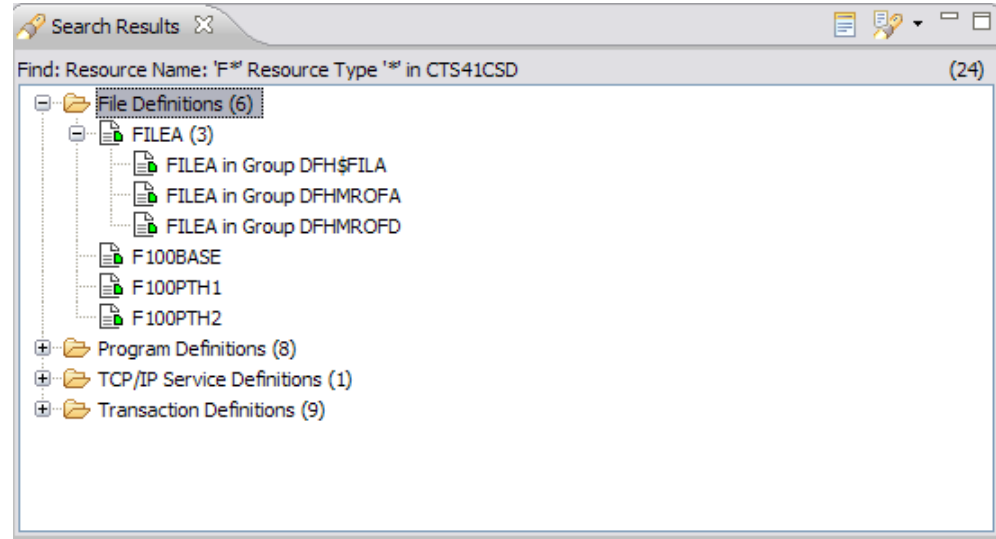 Search Results
Find: Resource Name: 'F*' Resource Type '*' in CTS41CSD (24)
File Definitions (6)
FILEA (3)
FILEA in Group DFH$FILA
FILEA in Group DFHMROFA
FILEA in Group DFHMROFD
F100BASE
F100PTH1
F100PTH2
Program Definitions (8)
TCP/IP Service Definitions (1)
Transaction Definitions (9)